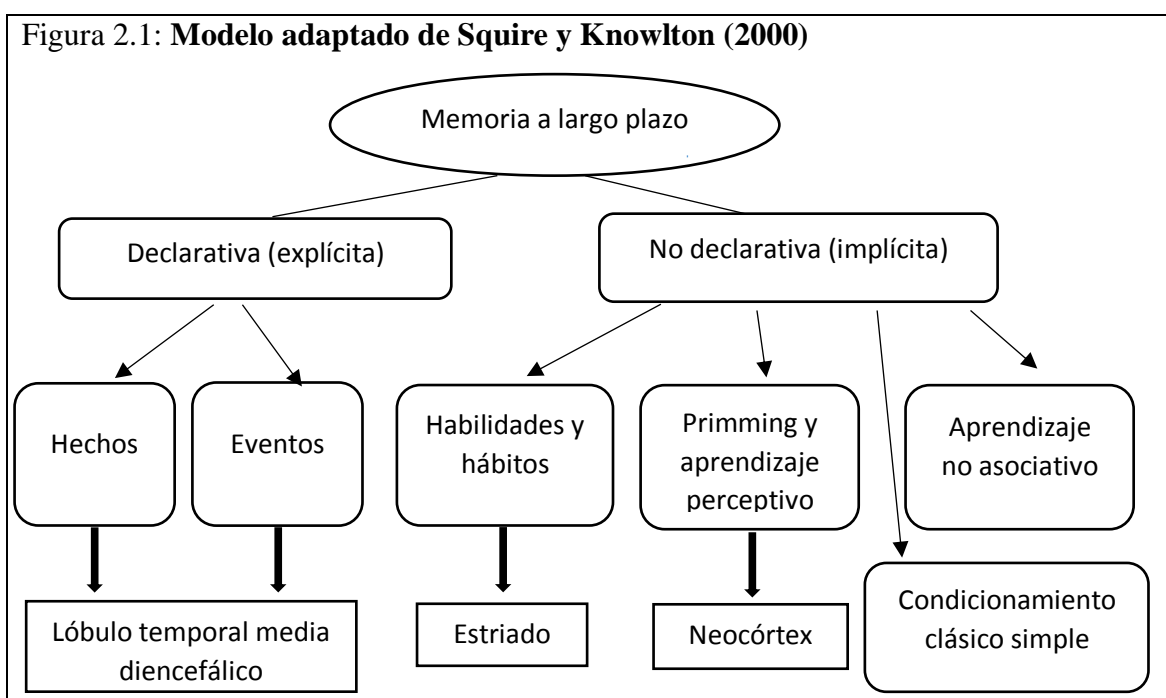 Figura 2.1: Modelo adaptado de Squire y Knowlton (2000)
Memoria a largo plazo
Declarativa (explícita)
No declarativa (implícita)
Hechos
Eventos
Habilidades y
hábitos
Primming y
aprendizaje
perceptivo
Aprendizaje
no asociativo
Lóbulo temporal media
diencefálico
Estriado
Neocórtex
Condicionamiento
clásico simple